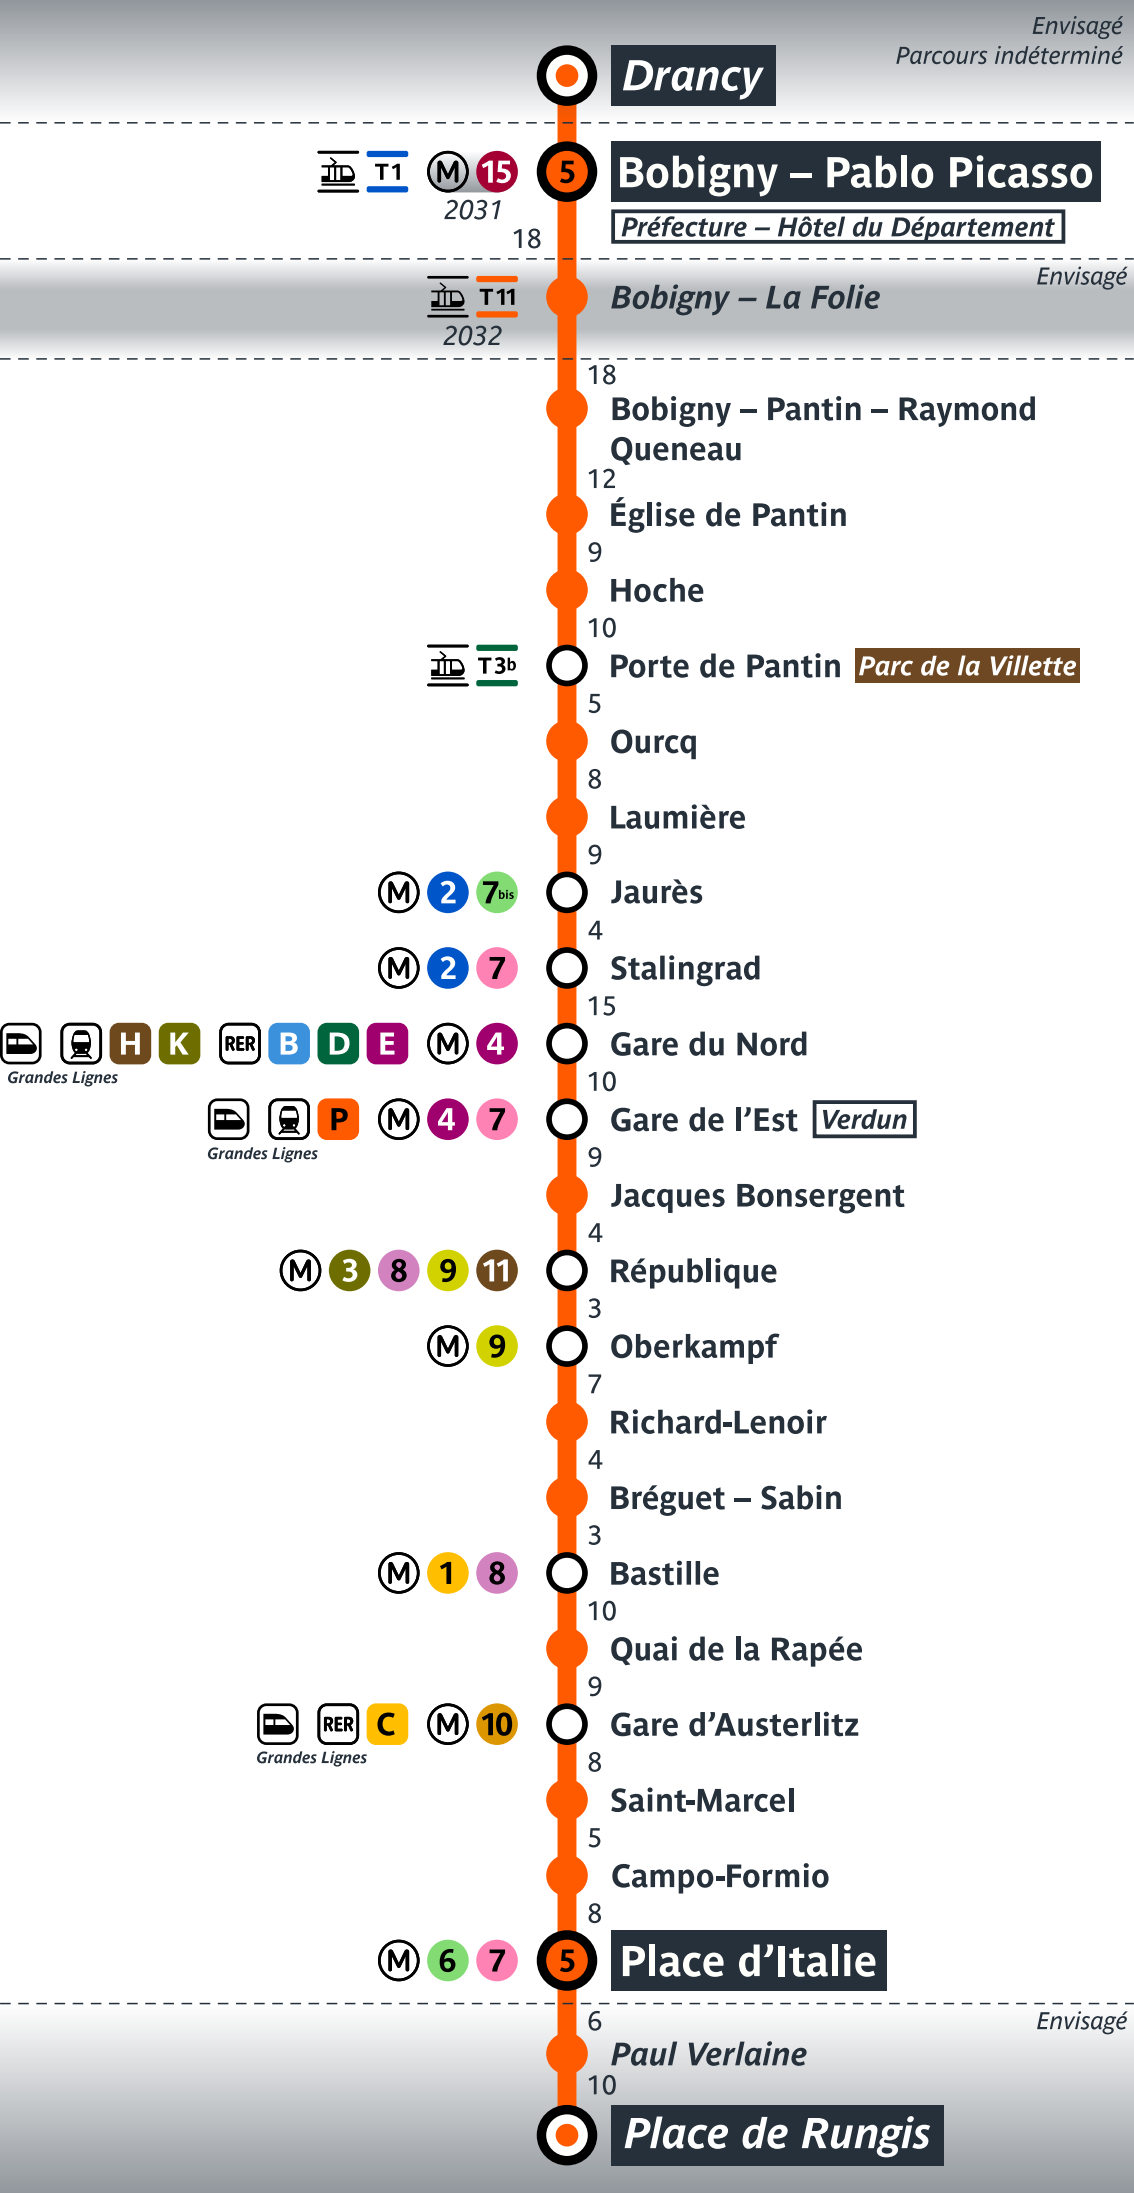 Envisagé
Parcours indéterminé
Drancy
T1 M 15 5 Bobigny – Pablo Picasso
2031
Préfecture – Hôtel du Département
18
Envisagé
T11 Bobigny – La Folie
2032
18
Bobigny – Pantin – Raymond
Queneau
12
Église de Pantin
9
Hoche
10
T3b Porte de Pantin Parc de la Villette
5
Ourcq
8
Laumière
9
M 2 7bis Jaurès
4
M 2 7 Stalingrad
15
H K RER B D E M 4 Gare du Nord
Grandes Lignes
10
P M 4 7 Gare de l’Est Verdun
Grandes Lignes
9
Jacques Bonsergent
4
M 3 8 9 11 République
3
M 9 Oberkampf
7
Richard-Lenoir
4
Bréguet – Sabin
3
M 1 8 Bastille
10
Quai de la Rapée
9
RER C M 10 Gare d’Austerlitz
Grandes Lignes
8
Saint-Marcel
5
Campo-Formio
8
M 6 7 5 Place d’Italie
6
Envisagé
Paul Verlaine
10
Place de Rungis